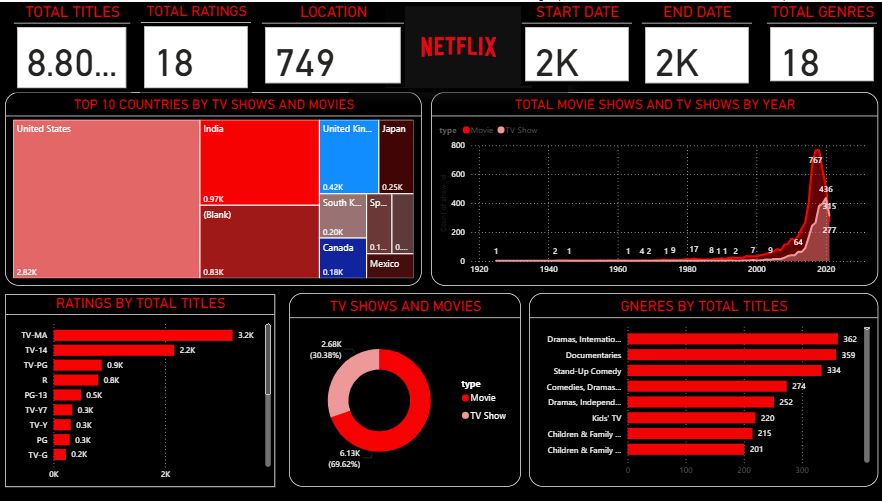 TOTAL TITLES
8.80...
TOTAL RATINGS
18
LOCATION
749
NETFLIX
START DATE
2K
END DATE
2K
TOTAL GENRES
18
TOP 10 COUNTRIES BY TV SHOWS AND MOVIES
United States
2.82K
India
0.97K
(Blank)
0.83K
United Kin...
0.42K
Japan
0.25K
South K...
0.20K
Sp...
0.1...
0....
Canada
0.18K
Mexico
TOTAL MOVIE SHOWS AND TV SHOWS BY YEAR
type Movie TV Show
Count of show_id
800
600
400
200
0
767
436
315
277
64
1 2 1 1 4 2 1 9 17 8 1 1 2 7 9
1920 1940 1960 1980 2000 2020
RATINGS BY TOTAL TITLES
TV-MA 3.2K
TV-14 2.2K
TV-PG 0.9K
R 0.8K
PG-13 0.5K
TV-Y7 0.3K
TV-Y 0.3K
PG 0.3K
TV-G 0.2K
0K 2K
TV SHOWS AND MOVIES
2.68K
(30.38%)
6.13K
(69.62%)
type
Movie
TV Show
GNERES BY TOTAL TITLES
Dramas, Internatio... 362
Documentaries 359
Stand-Up Comedy 334
Comedies, Dramas... 274
Dramas, Independ... 252
Kids' TV 220
Children & Family ... 215
Children & Family ... 201
0 100 200 300